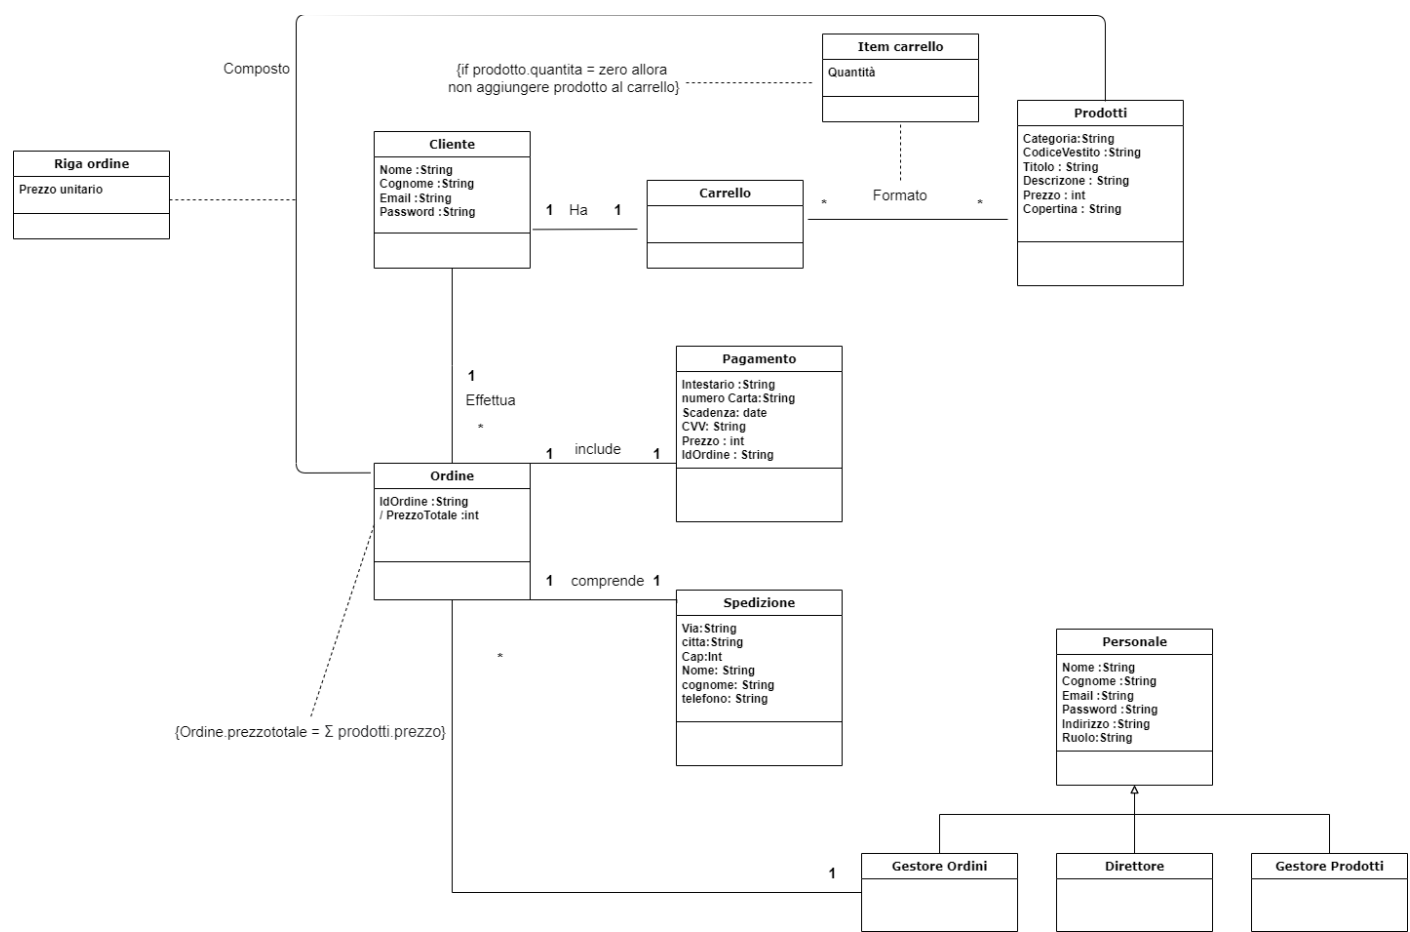 Composto
Item carrello
Quantità
{if prodotto.quantita = zero allora
non aggiungere prodotto al carrello}
Prodotti
Categoria:String
CodiceVestito :String
Titolo : String
Descrizone : String
Prezzo : int
Copertina : String
Riga ordine
Prezzo unitario
Cliente
Nome :String
Cognome :String
Email :String
Password :String
1 Ha 1
Carrello
* Formato *
1
Effettua
*
Pagamento
Intestario :String
numero Carta:String
Scadenza: date
CVV: String
Prezzo : int
IdOrdine : String
1 include 1
Ordine
IdOrdine :String
/ PrezzoTotale :int
1 comprende 1
Spedizione
Via:String
citta:String
Cap:Int
Nome: String
cognome: String
telefono: String
*
{Ordine.prezzototale = Σ prodotti.prezzo}
Personale
Nome :String
Cognome :String
Email :String
Password :String
Indirizzo :String
Ruolo:String
1
Gestore Ordini
Direttore
Gestore Prodotti